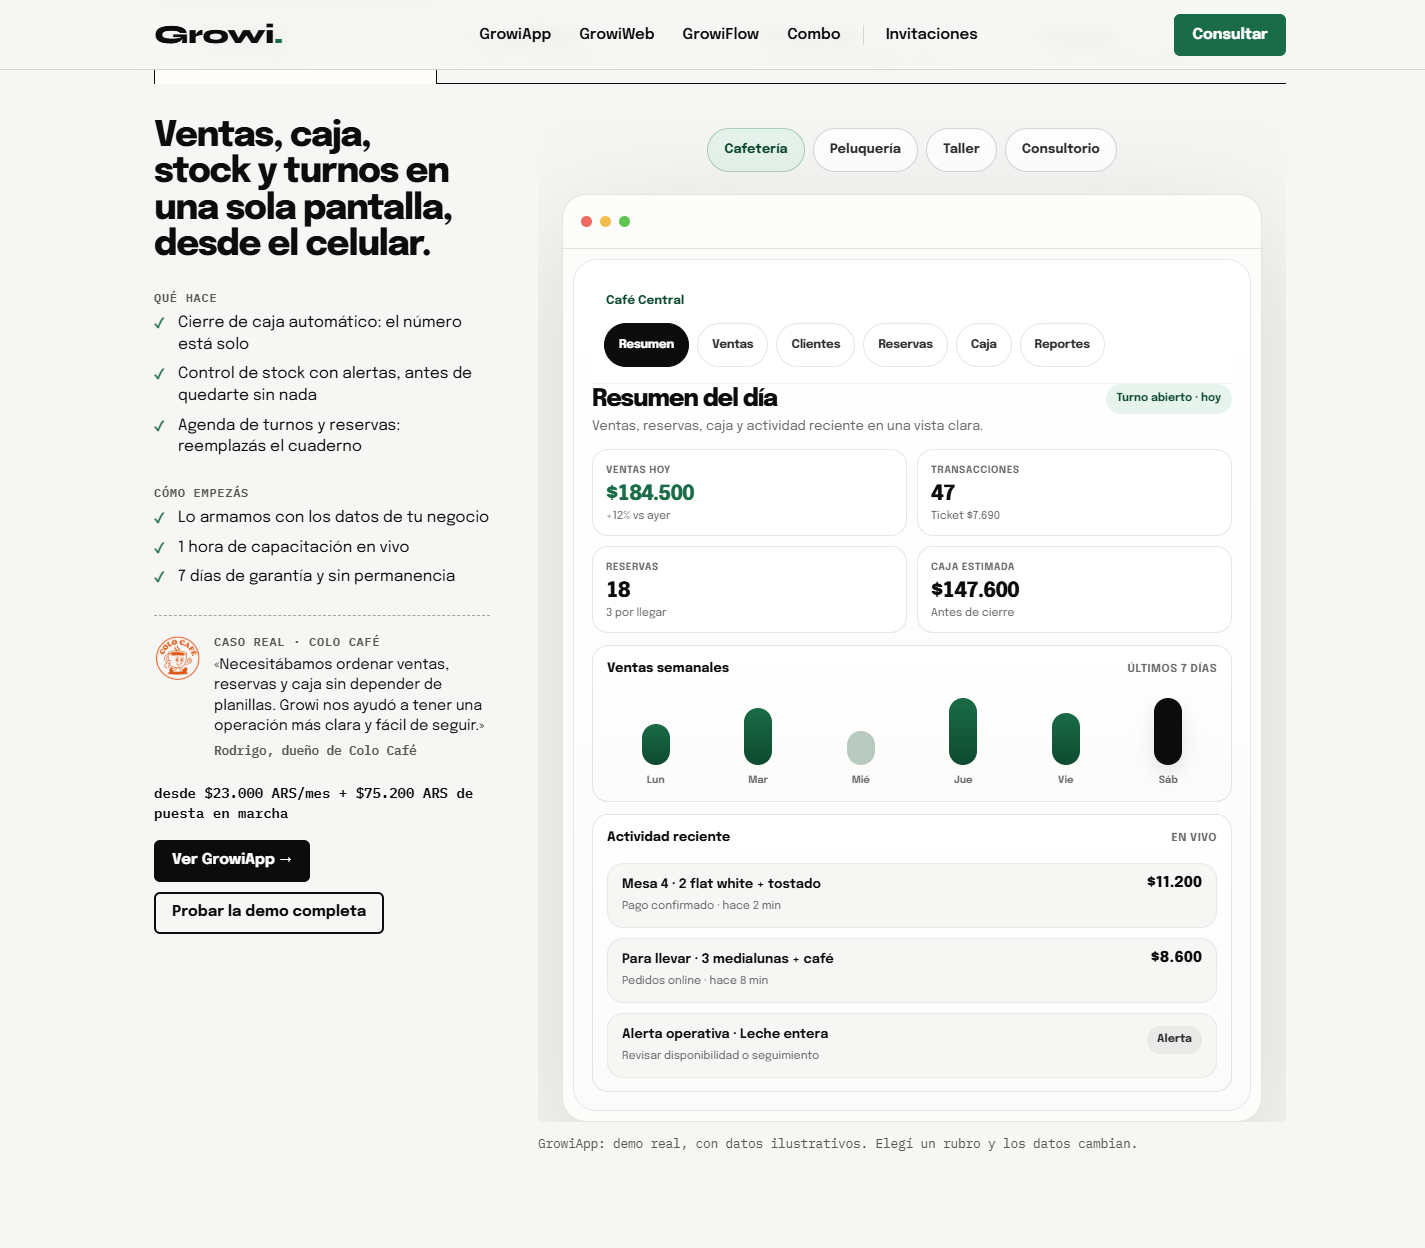 Growi.
GrowiApp GrowiWeb GrowiFlow Combo Invitaciones
Consultar
Ventas, caja,
stock y turnos en
una sola pantalla,
desde el celular.
QUÉ HACE
✓ Cierre de caja automático: el número
está solo
✓ Control de stock con alertas, antes de
quedarte sin nada
✓ Agenda de turnos y reservas:
reemplazás el cuaderno
CÓMO EMPEZÁS
✓ Lo armamos con los datos de tu negocio
✓ 1 hora de capacitación en vivo
✓ 7 días de garantía y sin permanencia
COLO CAFÉ
CASO REAL · COLO CAFÉ
«Necesitábamos ordenar ventas,
reservas y caja sin depender de
planillas. Growi nos ayudó a tener una
operación más clara y fácil de seguir.»
Rodrigo, dueño de Colo Café
desde $23.000 ARS/mes + $75.200 ARS de
puesta en marcha
Ver GrowiApp →
Probar la demo completa
Cafetería Peluquería Taller Consultorio
Café Central
Resumen Ventas Clientes Reservas Caja Reportes
Resumen del día
Turno abierto · hoy
Ventas, reservas, caja y actividad reciente en una vista clara.
VENTAS HOY
$184.500
+12% vs ayer
TRANSACCIONES
47
Ticket $7.690
RESERVAS
18
3 por llegar
CAJA ESTIMADA
$147.600
Antes de cierre
Ventas semanales
ÚLTIMOS 7 DÍAS
Lun Mar Mié Jue Vie Sáb
Actividad reciente
EN VIVO
Mesa 4 · 2 flat white + tostado
$11.200
Pago confirmado · hace 2 min
Para llevar · 3 medialunas + café
$8.600
Pedidos online · hace 8 min
Alerta operativa · Leche entera
Alerta
Revisar disponibilidad o seguimiento
GrowiApp: demo real, con datos ilustrativos. Elegí un rubro y los datos cambian.